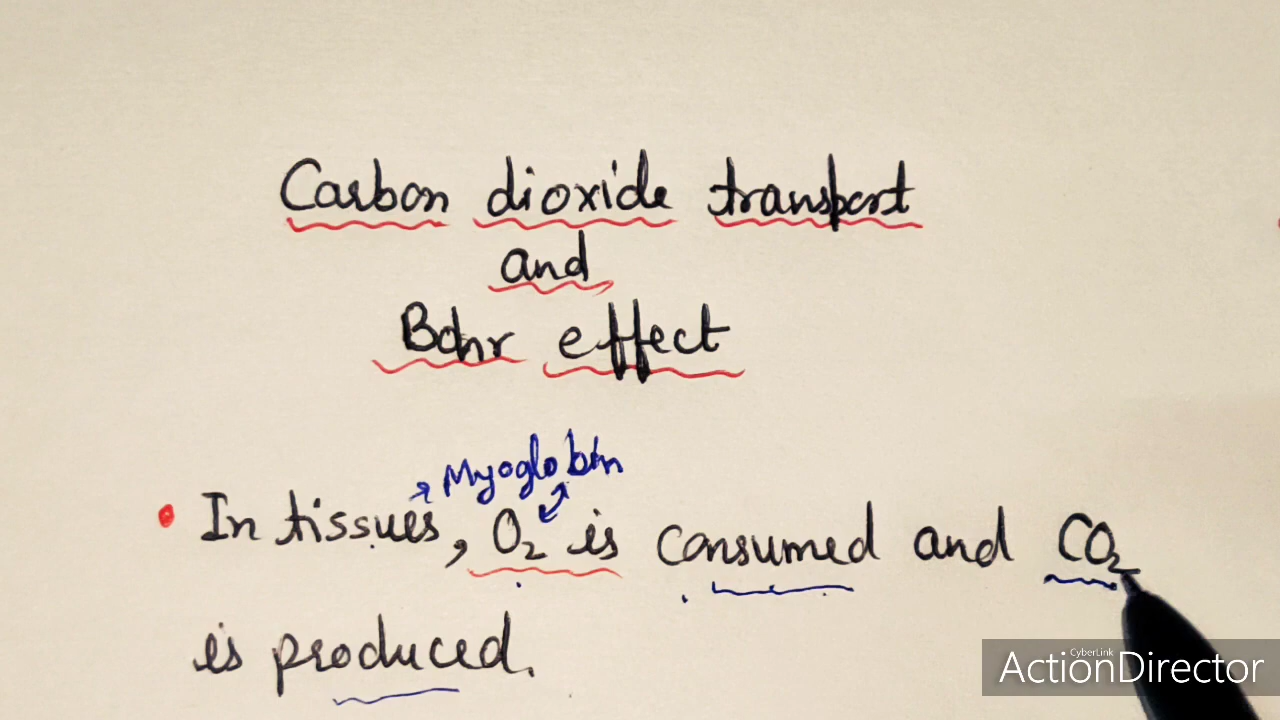 Carbon dioxide transport
and
Bohr effect
Myoglobin
• In tissues, O₂ is consumed and CO₂
is produced.
CyberLink
ActionDirector